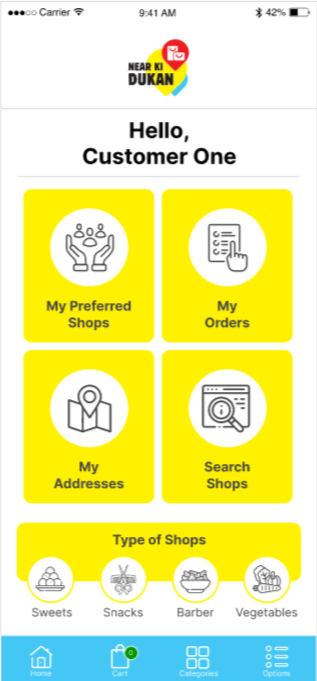 Carrier
9:41 AM
42%
NEAR KI
DUKAN
Hello,
Customer One
My Preferred
Shops
My
Orders
My
Addresses
Search
Shops
Type of Shops
Sweets
Snacks
Barber
Vegetables
0
Home
Cart
Categories
Options